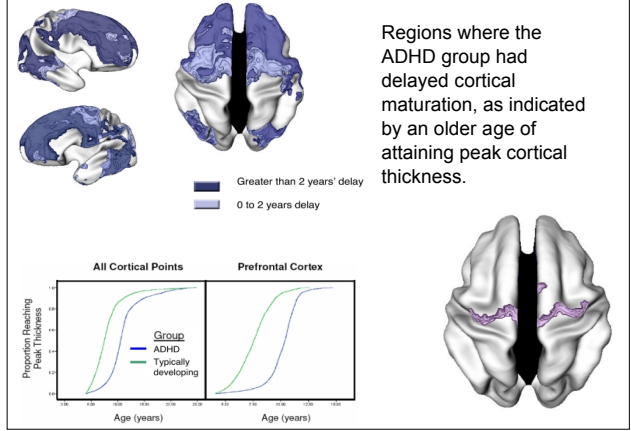 Regions where the
ADHD group had
delayed cortical
maturation, as indicated
by an older age of
attaining peak cortical
thickness.
Greater than 2 years' delay
0 to 2 years delay
All Cortical Points
Prefrontal Cortex
Proportion Reaching
Peak Thickness
Group
ADHD
Typically
developing
Age (years)
Age (years)